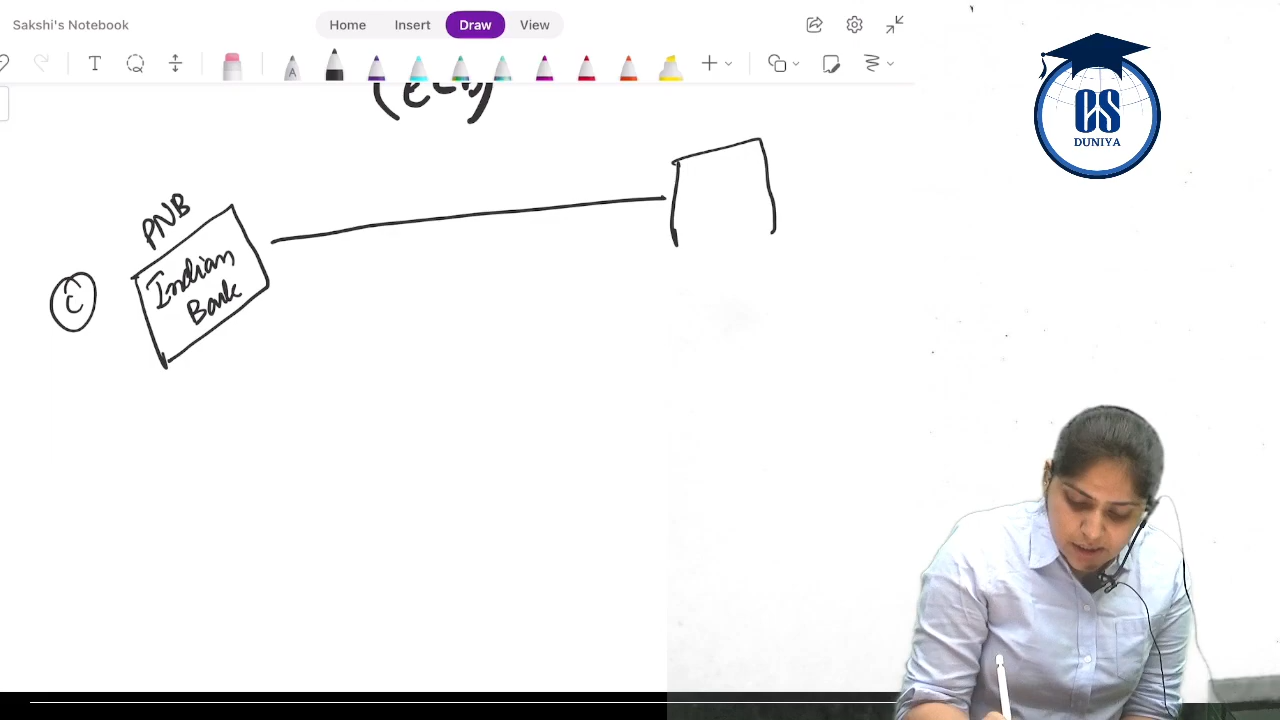 Sakshi's Notebook
Home Insert Draw View
T
A
CS
DUNIYA
PNB
Indian
Bank
C